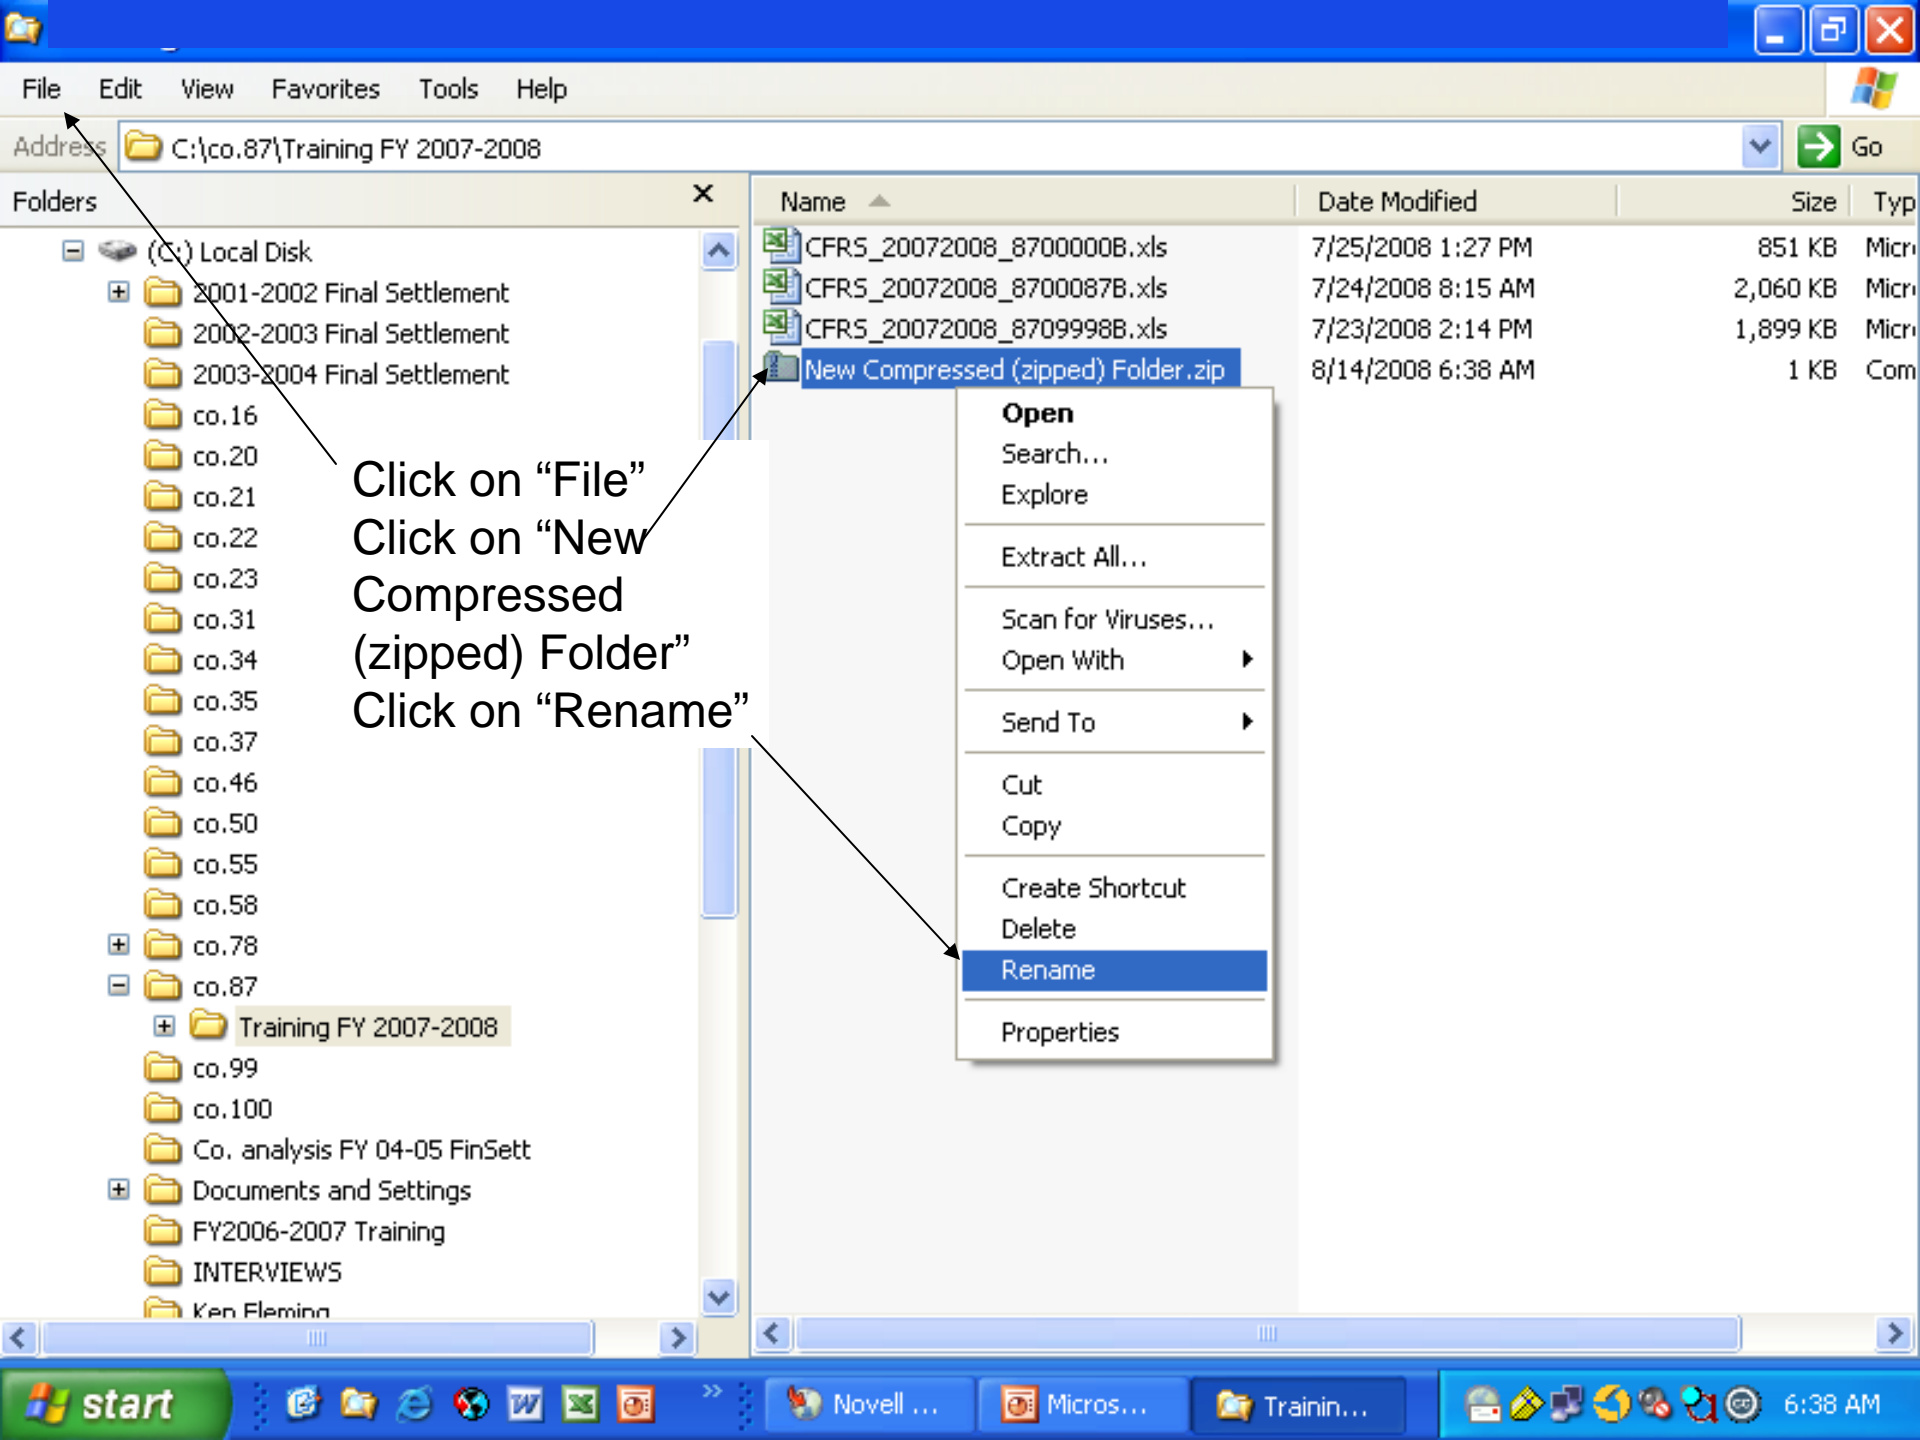 File Edit View Favorites Tools Help
Address C:\co.87\Training FY 2007-2008 Go
Folders
(C:) Local Disk
2001-2002 Final Settlement
2002-2003 Final Settlement
2003-2004 Final Settlement
co.16
co.20
co.21
co.22
co.23
co.31
co.34
co.35
co.37
co.46
co.50
co.55
co.58
co.78
co.87
Training FY 2007-2008
co.99
co.100
Co. analysis FY 04-05 FinSett
Documents and Settings
FY2006-2007 Training
INTERVIEWS
Ken Fleming
Click on “File”
Click on “New
Compressed
(zipped) Folder”
Click on “Rename”
Name Date Modified Size Typ
CFRS_20072008_8700000B.xls 7/25/2008 1:27 PM 851 KB Micr
CFRS_20072008_8700087B.xls 7/24/2008 8:15 AM 2,060 KB Micr
CFRS_20072008_8709998B.xls 7/23/2008 2:14 PM 1,899 KB Micr
New Compressed (zipped) Folder.zip 8/14/2008 6:38 AM 1 KB Com
Open
Search...
Explore
Extract All...
Scan for Viruses...
Open With
Send To
Cut
Copy
Create Shortcut
Delete
Rename
Properties
start Novell ... Micros... Trainin... 6:38 AM